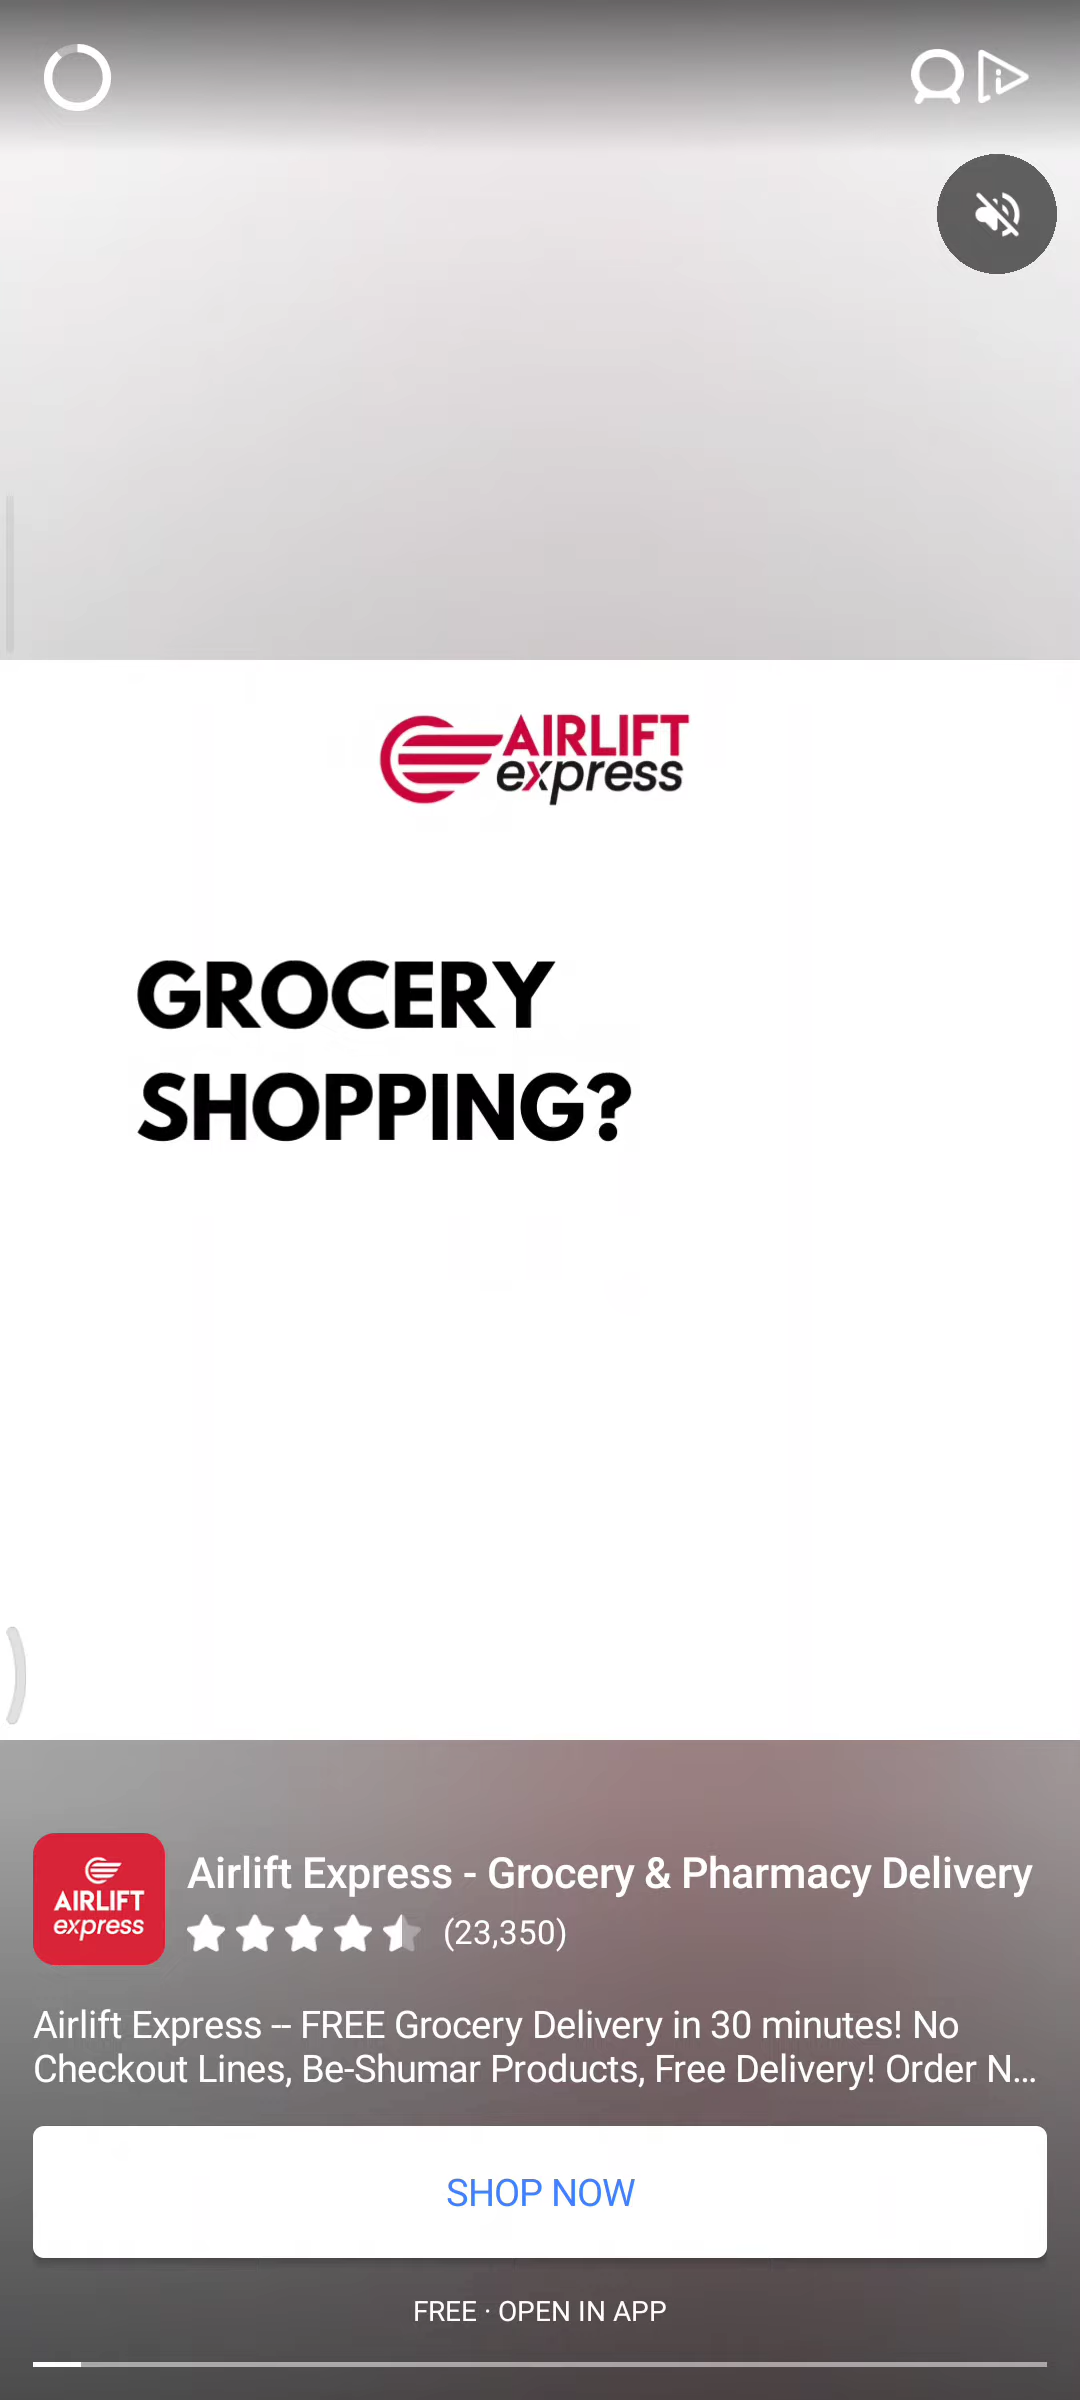 AIRLIFT
express
GROCERY
SHOPPING?
AIRLIFT
express
Airlift Express - Grocery & Pharmacy Delivery
(23,350)
Airlift Express -- FREE Grocery Delivery in 30 minutes! No
Checkout Lines, Be-Shumar Products, Free Delivery! Order N...
SHOP NOW
FREE · OPEN IN APP